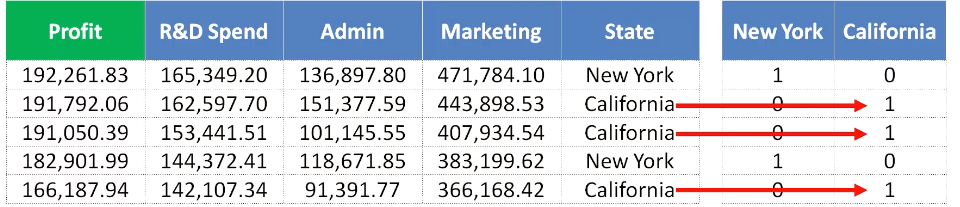 Profit R&D Spend Admin Marketing State New York California
192,261.83 165,349.20 136,897.80 471,784.10 New York 1 0
191,792.06 162,597.70 151,377.59 443,898.53 California 0 1
191,050.39 153,441.51 101,145.55 407,934.54 California 0 1
182,901.99 144,372.41 118,671.85 383,199.62 New York 1 0
166,187.94 142,107.34 91,391.77 366,168.42 California 0 1